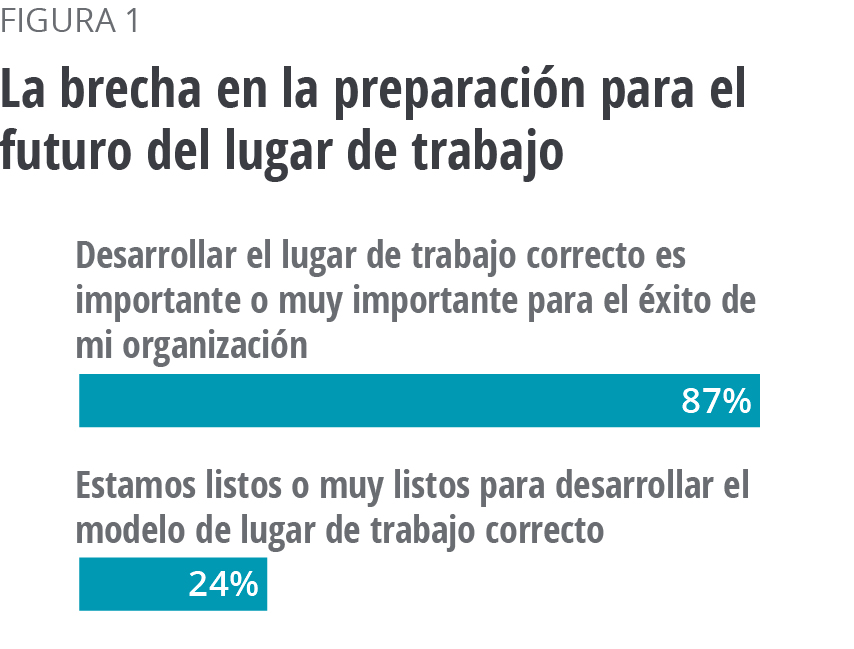 FIGURA 1
La brecha en la preparación para el
futuro del lugar de trabajo
Desarrollar el lugar de trabajo correcto es
importante o muy importante para el éxito de
mi organización
87%
Estamos listos o muy listos para desarrollar el
modelo de lugar de trabajo correcto
24%